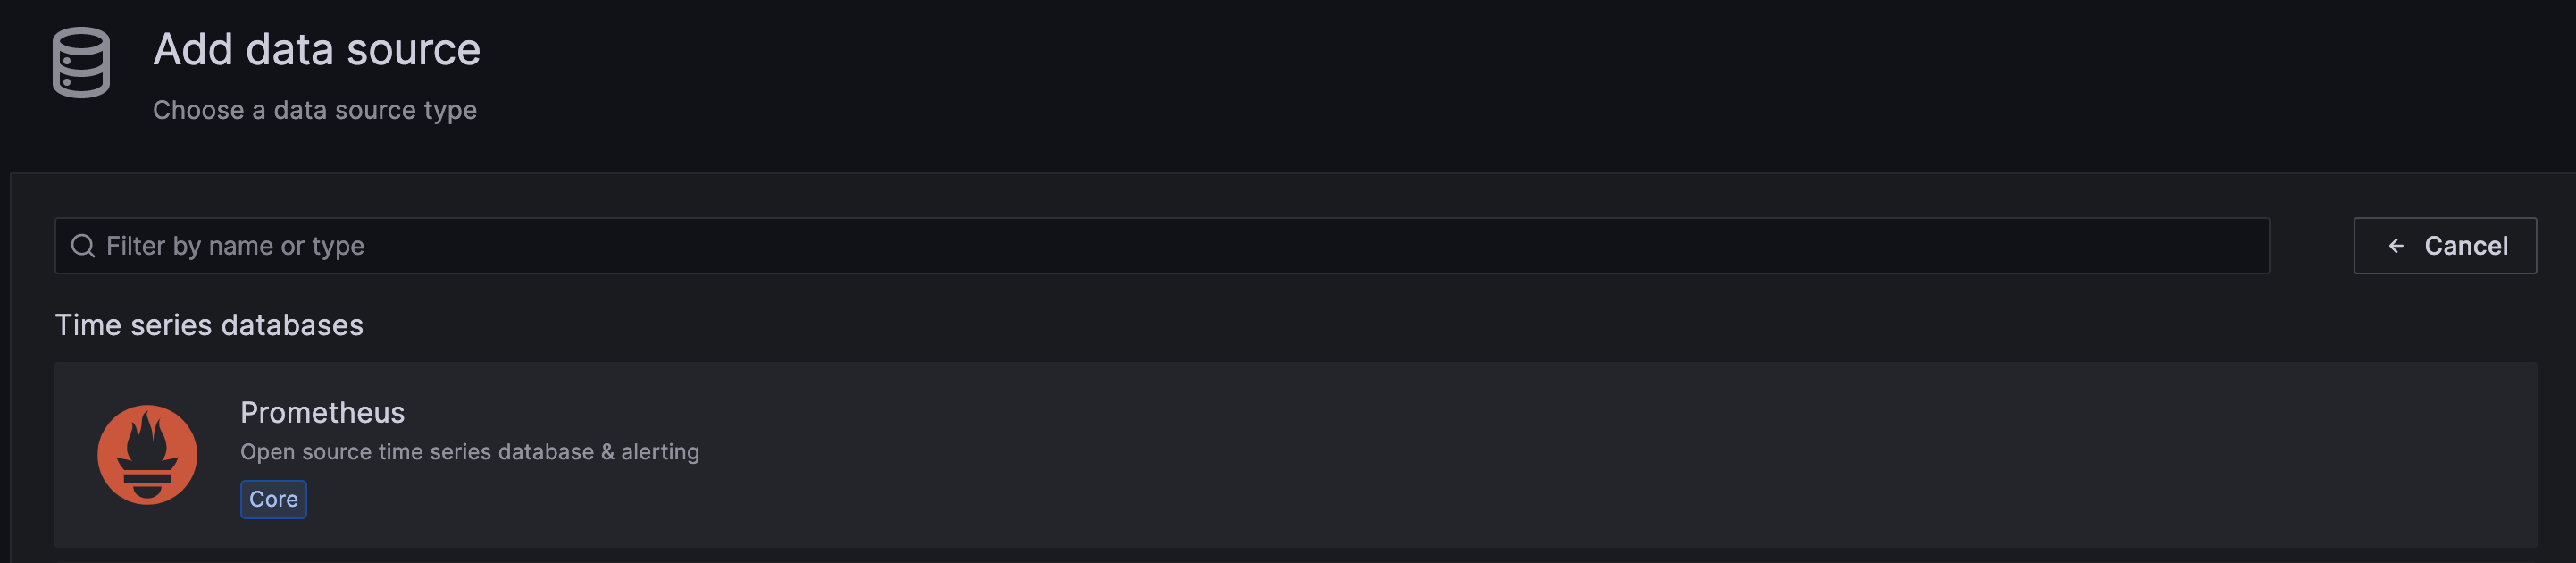 Add data source
Choose a data source type
Filter by name or type
Cancel
Time series databases
Prometheus
Open source time series database & alerting
Core